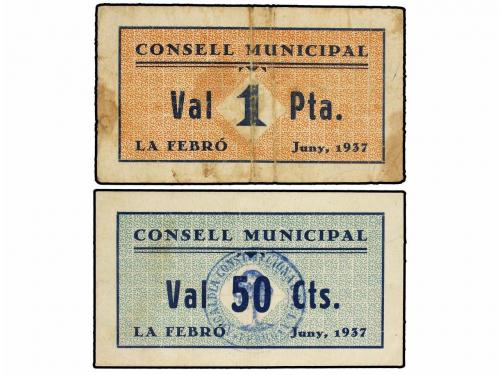 CONSELL MUNICIPAL
Val 1 Pta.
LA FEBRÓ Juny, 1937
CONSELL MUNICIPAL
Val 50 Cts.
LA FEBRÓ Juny, 1937